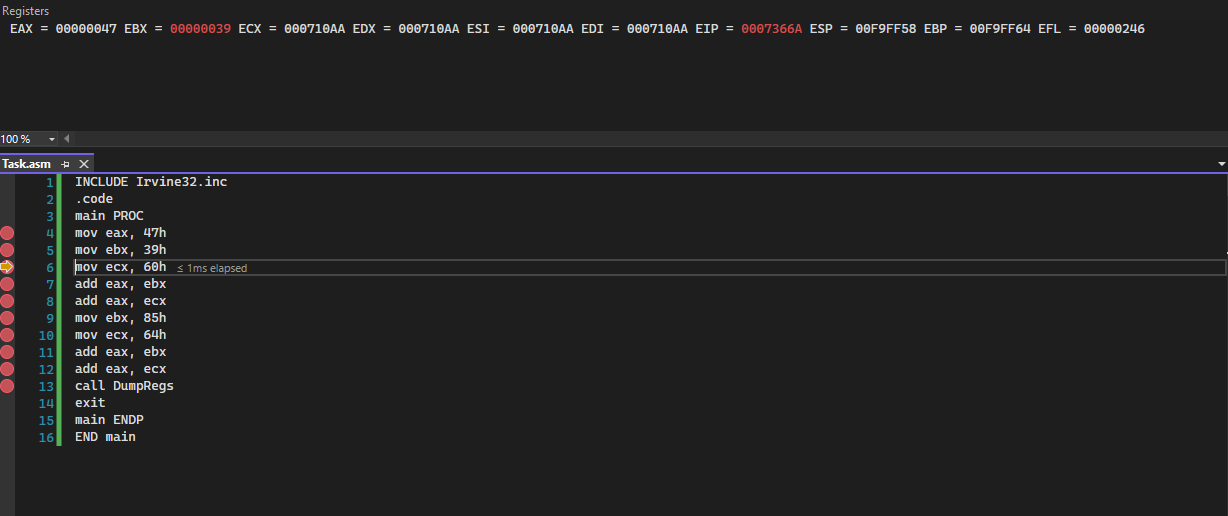 Registers
EAX = 00000047 EBX = 00000039 ECX = 000710AA EDX = 000710AA ESI = 000710AA EDI = 000710AA EIP = 0007366A ESP = 00F9FF58 EBP = 00F9FF64 EFL = 00000246
100 %
Task.asm
1 INCLUDE Irvine32.inc
2 .code
3 main PROC
4 mov eax, 47h
5 mov ebx, 39h
6 mov ecx, 60h ≤ 1ms elapsed
7 add eax, ebx
8 add eax, ecx
9 mov ebx, 85h
10 mov ecx, 64h
11 add eax, ebx
12 add eax, ecx
13 call DumpRegs
14 exit
15 main ENDP
16 END main